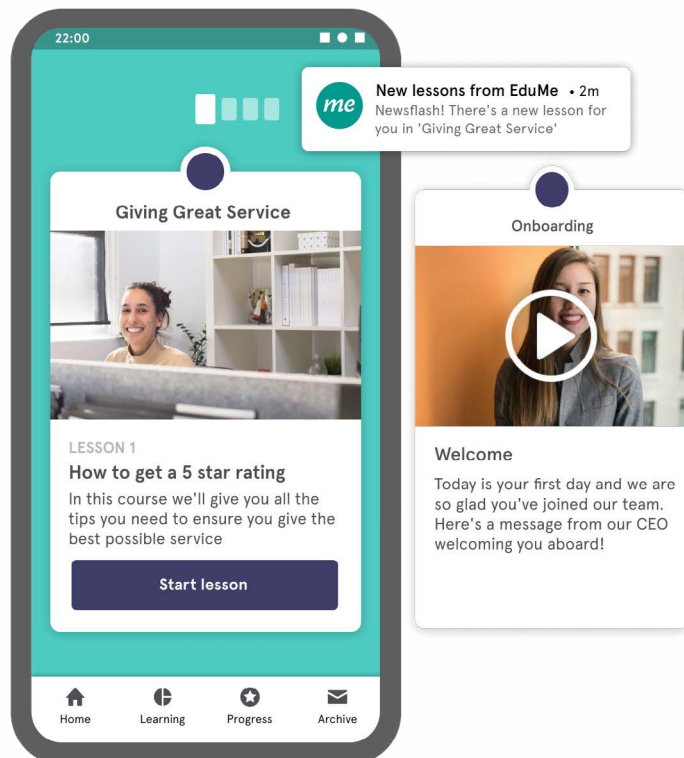 22:00
me
New lessons from EduMe • 2m
Newsflash! There's a new lesson for
you in 'Giving Great Service'
Giving Great Service
LESSON 1
How to get a 5 star rating
In this course we'll give you all the
tips you need to ensure you give the
best possible service
Start lesson
Home
Learning
Progress
Archive
Onboarding
Welcome
Today is your first day and we are
so glad you've joined our team.
Here's a message from our CEO
welcoming you aboard!